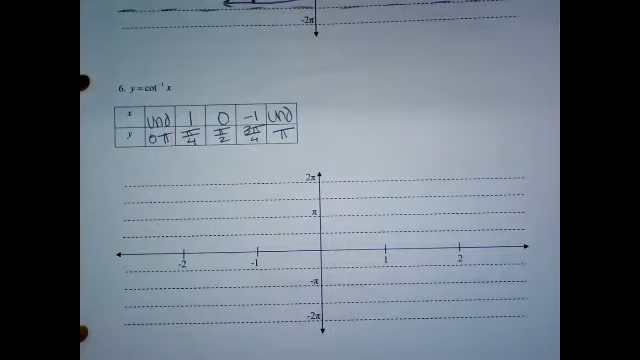 -2π
6. y = cot⁻¹ x
x und 1 0 -1 und
y 0π π/4 π/2 3π/4 π
2π
π
-2 -1 1 2
-π
-2π